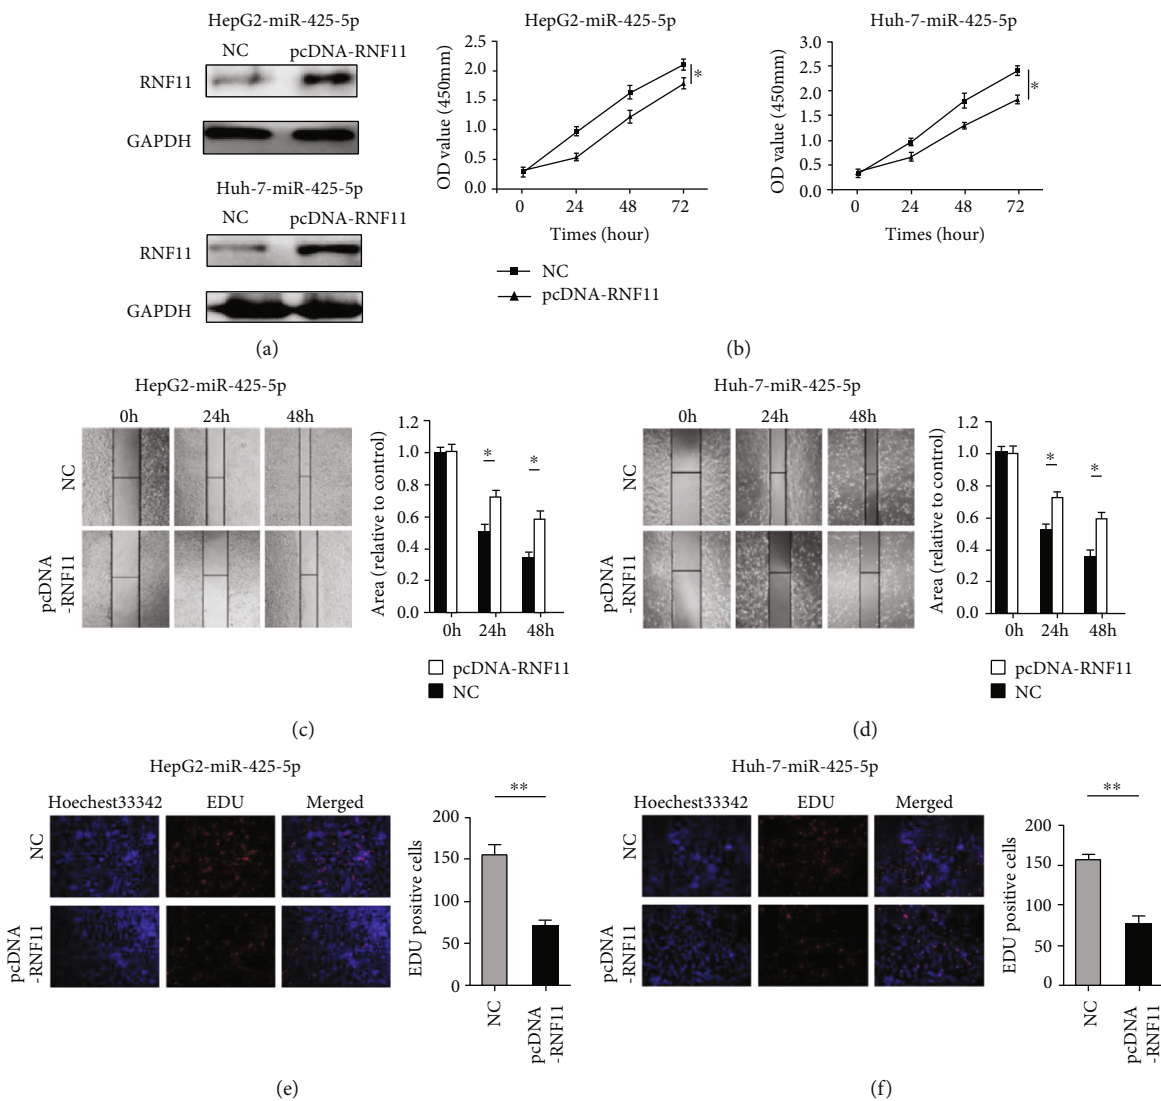 HepG2-miR-425-5p
NC pcDNA-RNF11
RNF11
GAPDH
Huh-7-miR-425-5p
NC pcDNA-RNF11
RNF11
GAPDH
(a)
HepG2-miR-425-5p
OD value (450mm)
2.5
2.0
1.5
1.0
0.5
0.0
*
0 24 48 72
Times (hour)
NC
pcDNA-RNF11
Huh-7-miR-425-5p
OD value (450mm)
3.0
2.5
2.0
1.5
1.0
0.5
0.0
*
0 24 48 72
Times (hour)
(b)
HepG2-miR-425-5p
0h 24h 48h
NC
pcDNA
-RNF11
Area (relative to control)
1.2
1.0
0.8
0.6
0.4
0.2
0.0
* *
0h 24h 48h
pcDNA-RNF11
NC
(c)
Huh-7-miR-425-5p
0h 24h 48h
NC
pcDNA
-RNF11
Area (relative to control)
1.2
1.0
0.8
0.6
0.4
0.2
0.0
* *
0h 24h 48h
pcDNA-RNF11
NC
(d)
HepG2-miR-425-5p
Hoechest33342 EDU Merged
NC
pcDNA
-RNF11
EDU positive cells
200
150
100
50
0
**
NC
pcDNA
-RNF11
(e)
Huh-7-miR-425-5p
Hoechest33342 EDU Merged
NC
pcDNA
-RNF11
EDU positive cells
200
150
100
50
0
**
NC
pcDNA
-RNF11
(f)